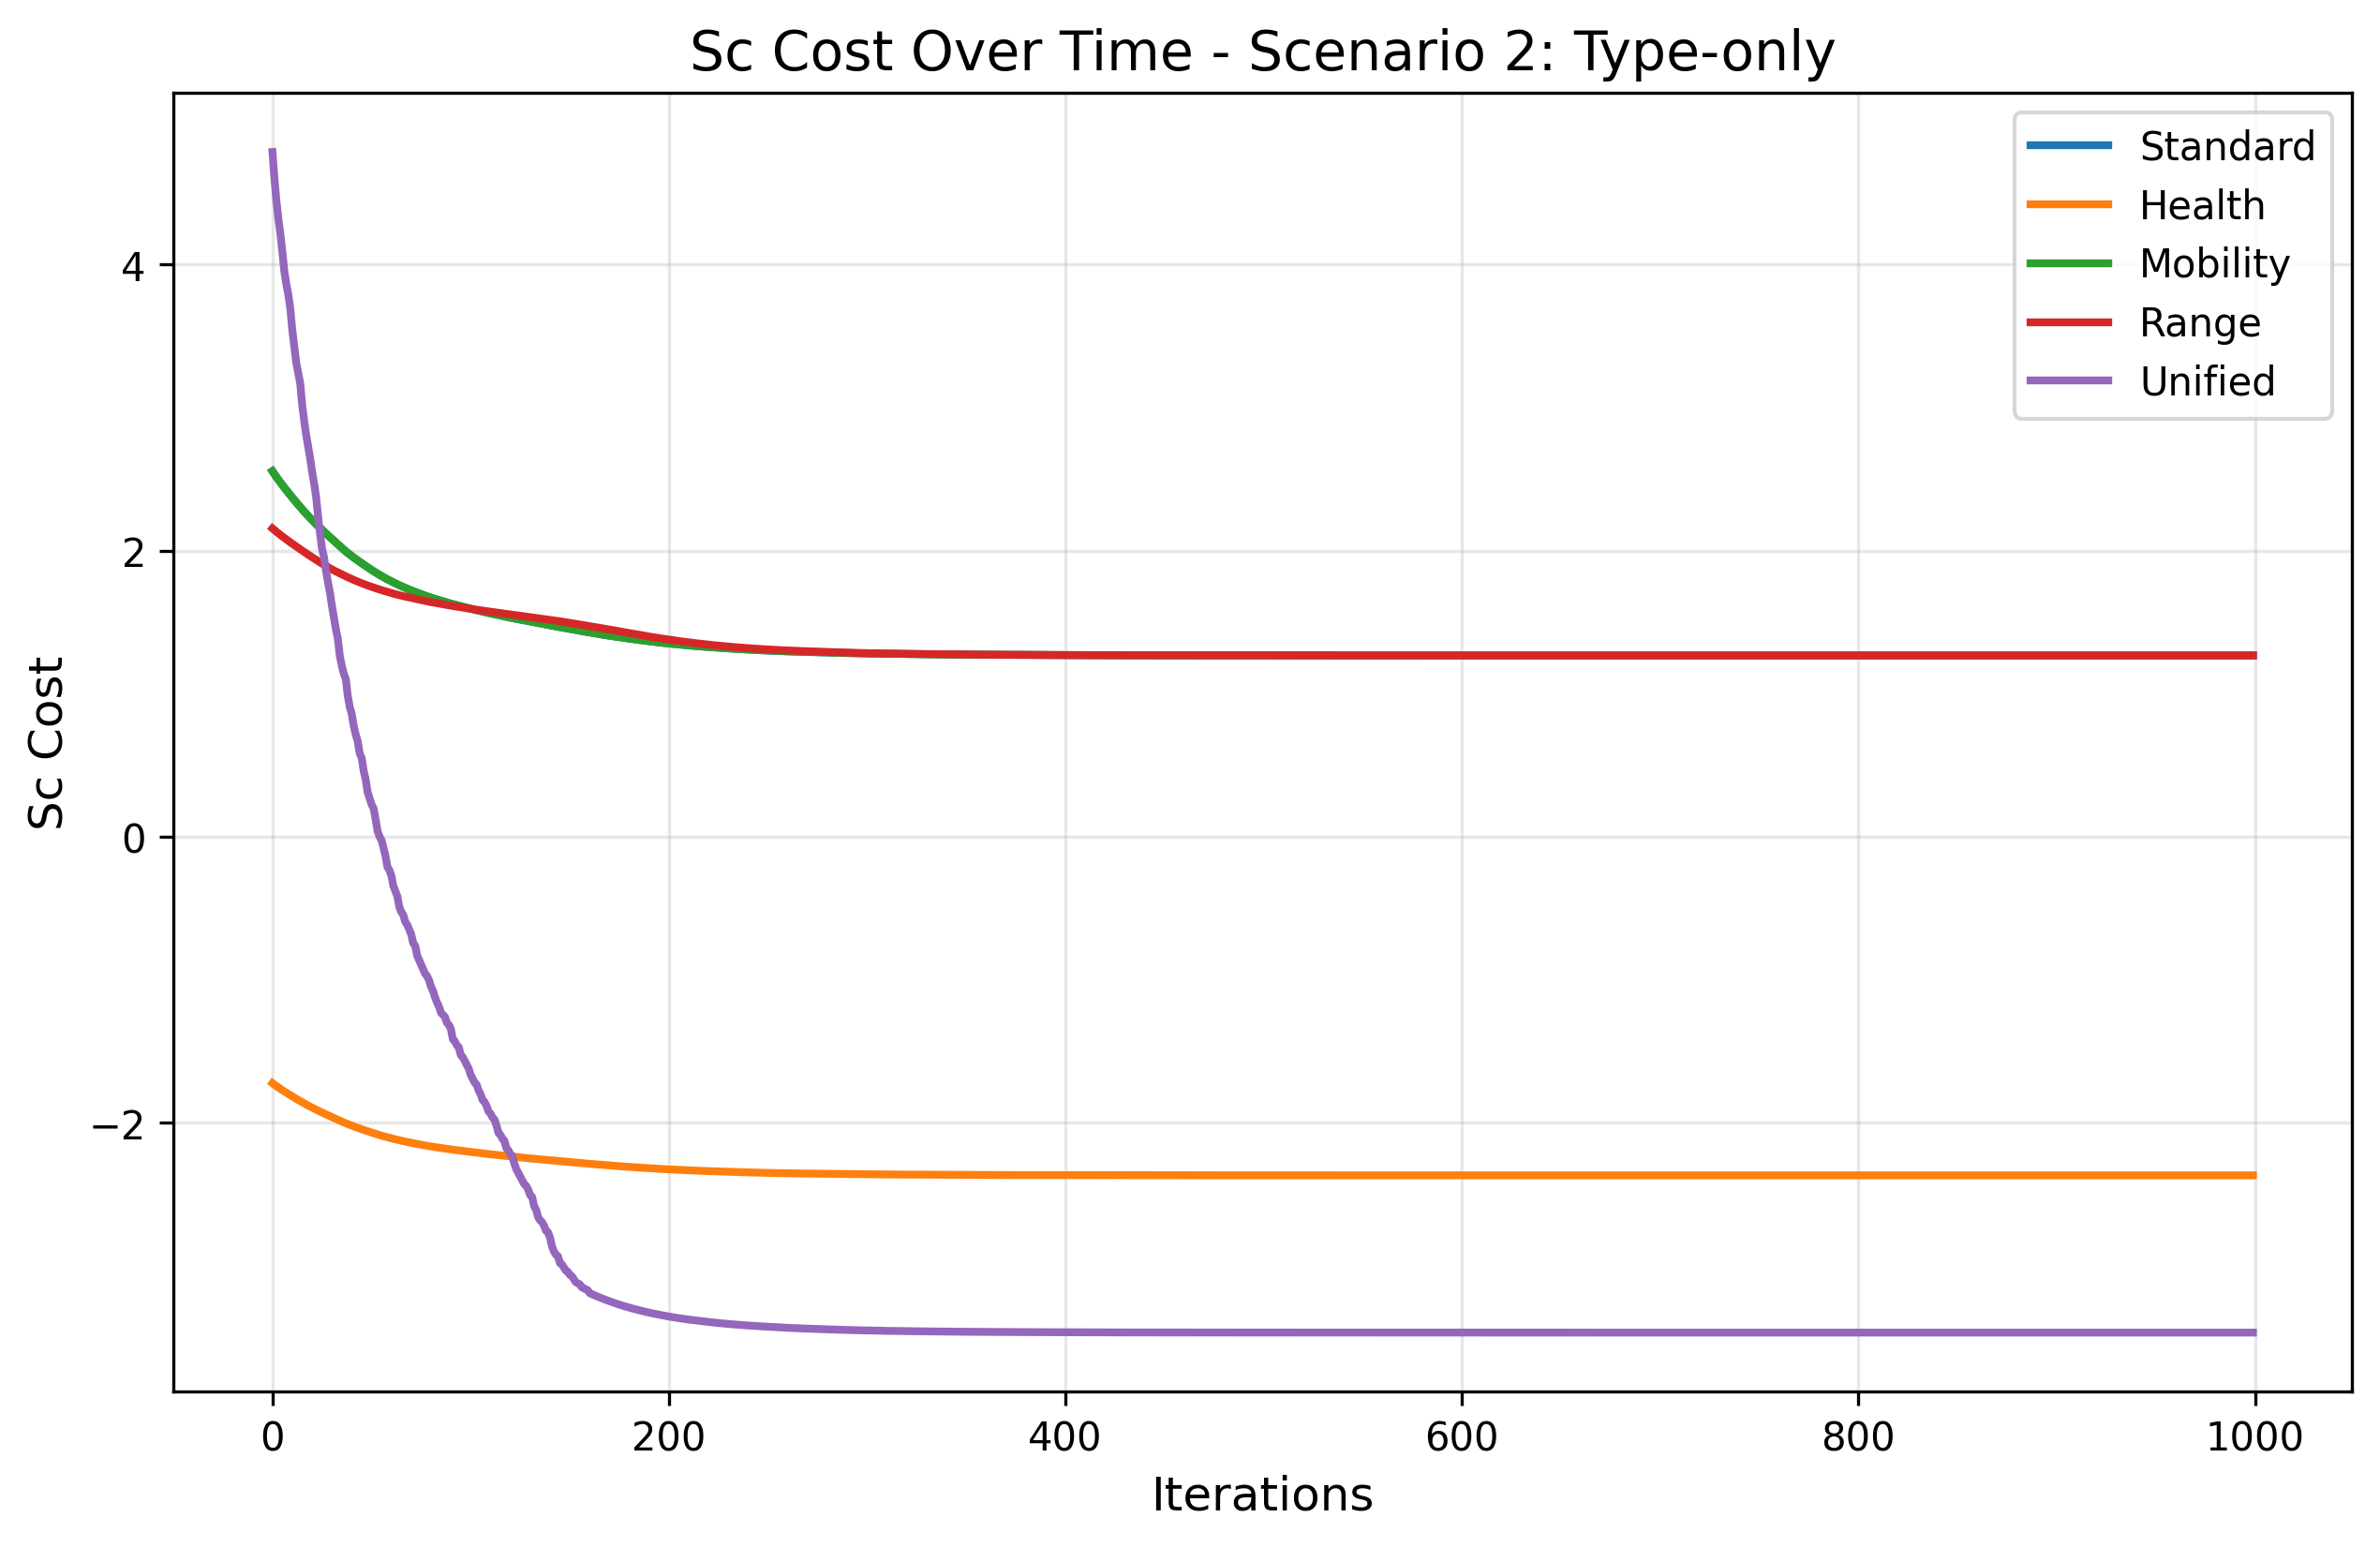 Sc Cost Over Time - Scenario 2: Type-only
Standard
Health
Mobility
Range
Unified
Sc Cost
4
2
0
−2
0 200 400 600 800 1000
Iterations